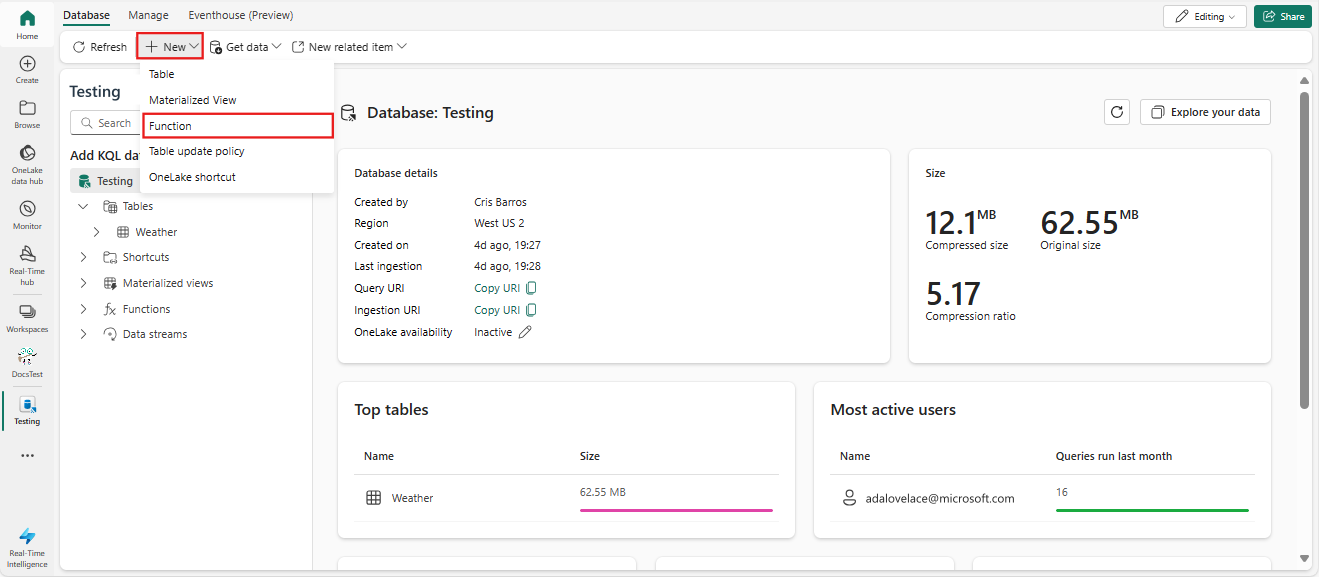 Home
Create
Browse
OneLake
data hub
Monitor
Real-Time
hub
Workspaces
DocsTest
Testing
Real-Time
Intelligence
Database Manage Eventhouse (Preview)
Editing
Share
Refresh New Get data New related item
Table
Materialized View
Function
Table update policy
OneLake shortcut
Testing
Search
Add KQL da
Testing
Tables
Weather
Shortcuts
Materialized views
Functions
Data streams
Database: Testing
Explore your data
Database details
Created by Cris Barros
Region West US 2
Created on 4d ago, 19:27
Last ingestion 4d ago, 19:28
Query URI Copy URI
Ingestion URI Copy URI
OneLake availability Inactive
Size
12.1 MB 62.55 MB
Compressed size Original size
5.17
Compression ratio
Top tables
Name Size
Weather 62.55 MB
Most active users
Name Queries run last month
adalovelace@microsoft.com 16